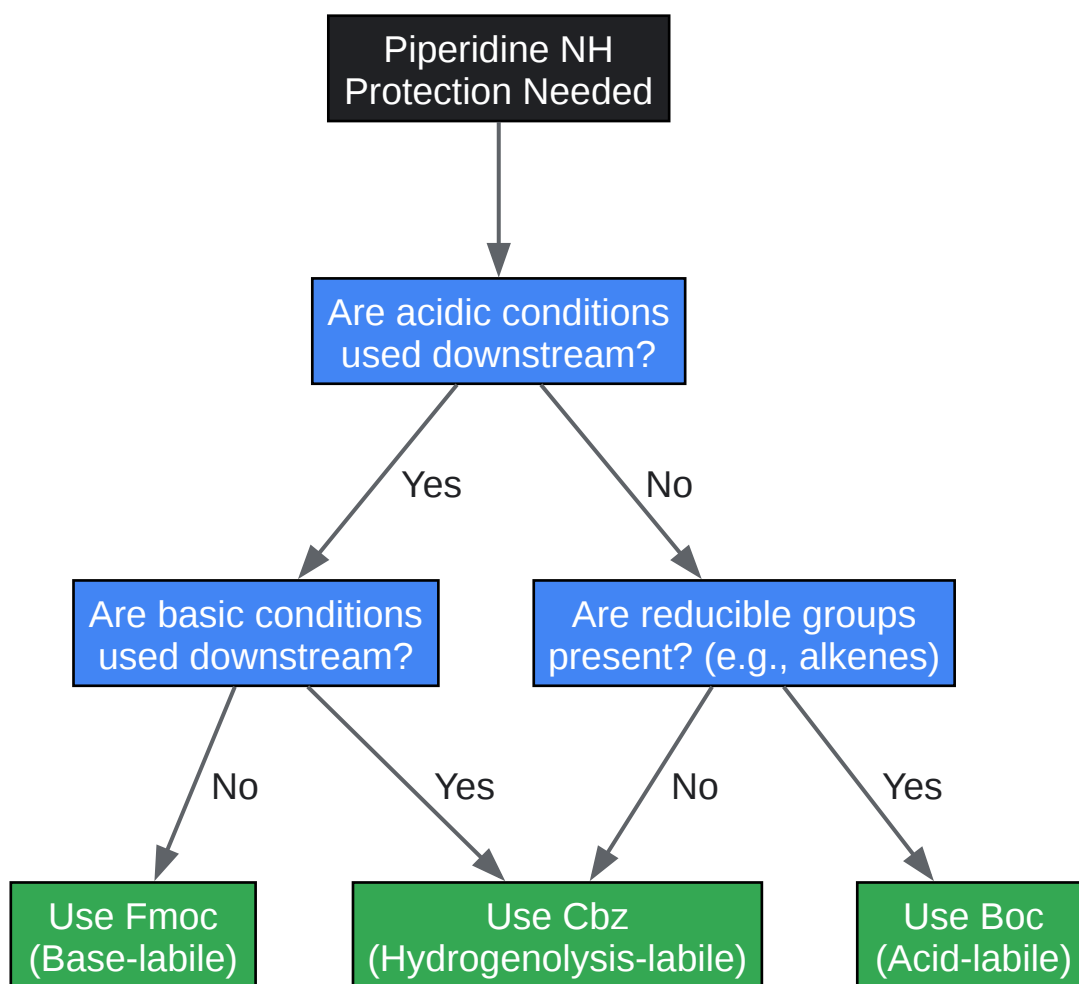 Piperidine NH
Protection Needed
Are acidic conditions
used downstream?
Yes
No
Are basic conditions
used downstream?
Are reducible groups
present? (e.g., alkenes)
No
Yes
No
Yes
Use Fmoc
(Base-labile)
Use Cbz
(Hydrogenolysis-labile)
Use Boc
(Acid-labile)